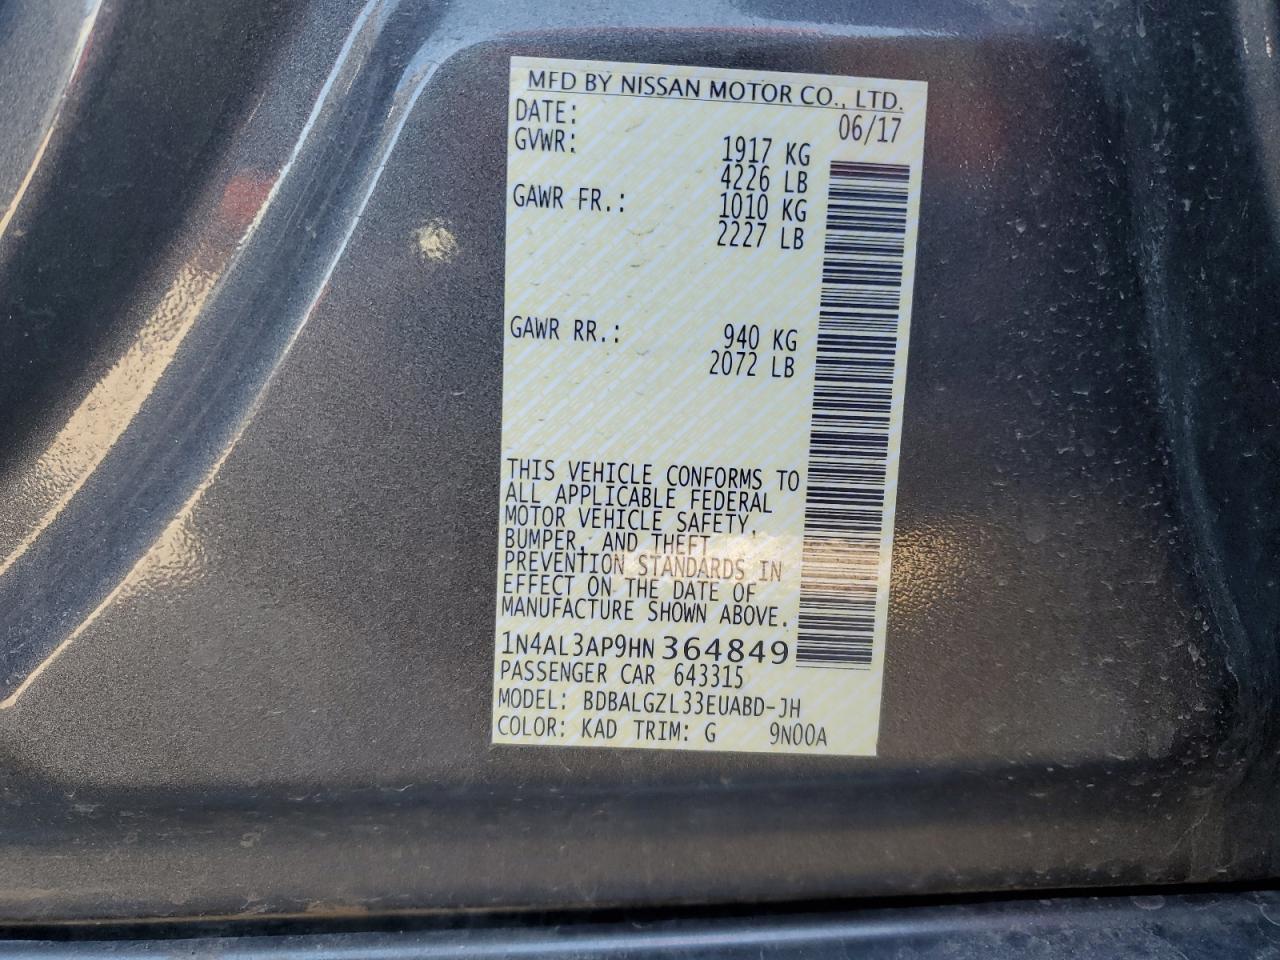 MFD BY NISSAN MOTOR CO., LTD.
DATE: 06/17
GVWR: 1917 KG
4226 LB
GAWR FR.: 1010 KG
2227 LB
GAWR RR.: 940 KG
2072 LB
THIS VEHICLE CONFORMS TO
ALL APPLICABLE FEDERAL
MOTOR VEHICLE SAFETY,
BUMPER, AND THEFT
PREVENTION STANDARDS IN
EFFECT ON THE DATE OF
MANUFACTURE SHOWN ABOVE.
1N4AL3AP9HN 364849
PASSENGER CAR 643315
MODEL: BDBALGZL33EUABD-JH
COLOR: KAD TRIM: G 9N00A